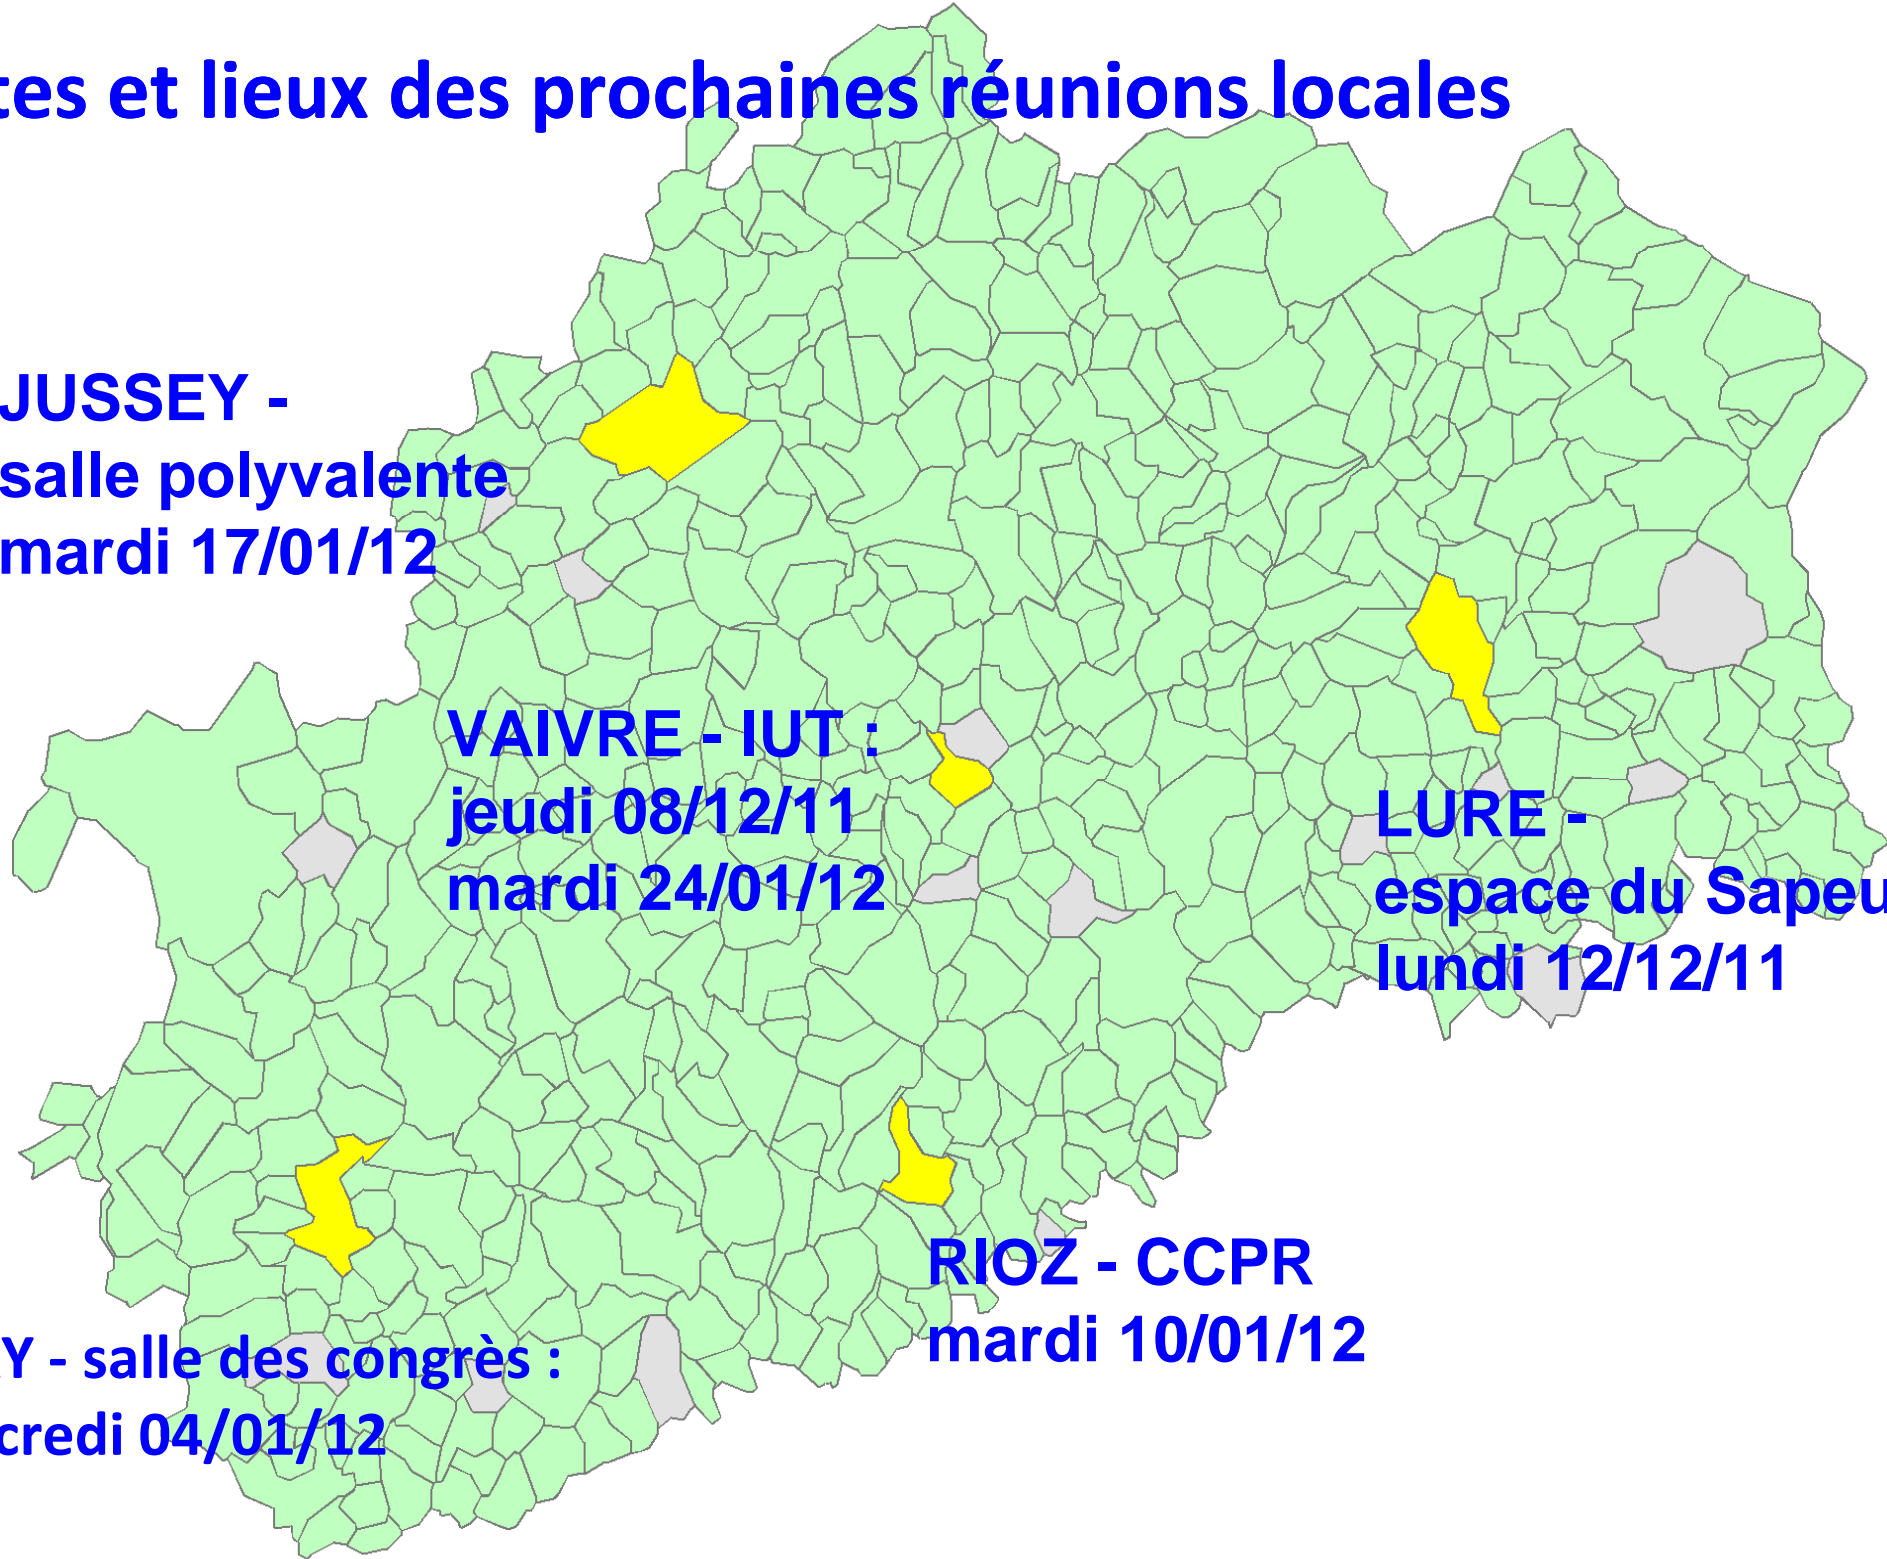 tes et lieux des prochaines réunions locales
JUSSEY -
salle polyvalente
mardi 17/01/12
VAIVRE - IUT :
jeudi 08/12/11
mardi 24/01/12
LURE -
espace du Sapeu
lundi 12/12/11
RIOZ - CCPR
mardi 10/01/12
Y - salle des congrès :
credi 04/01/12